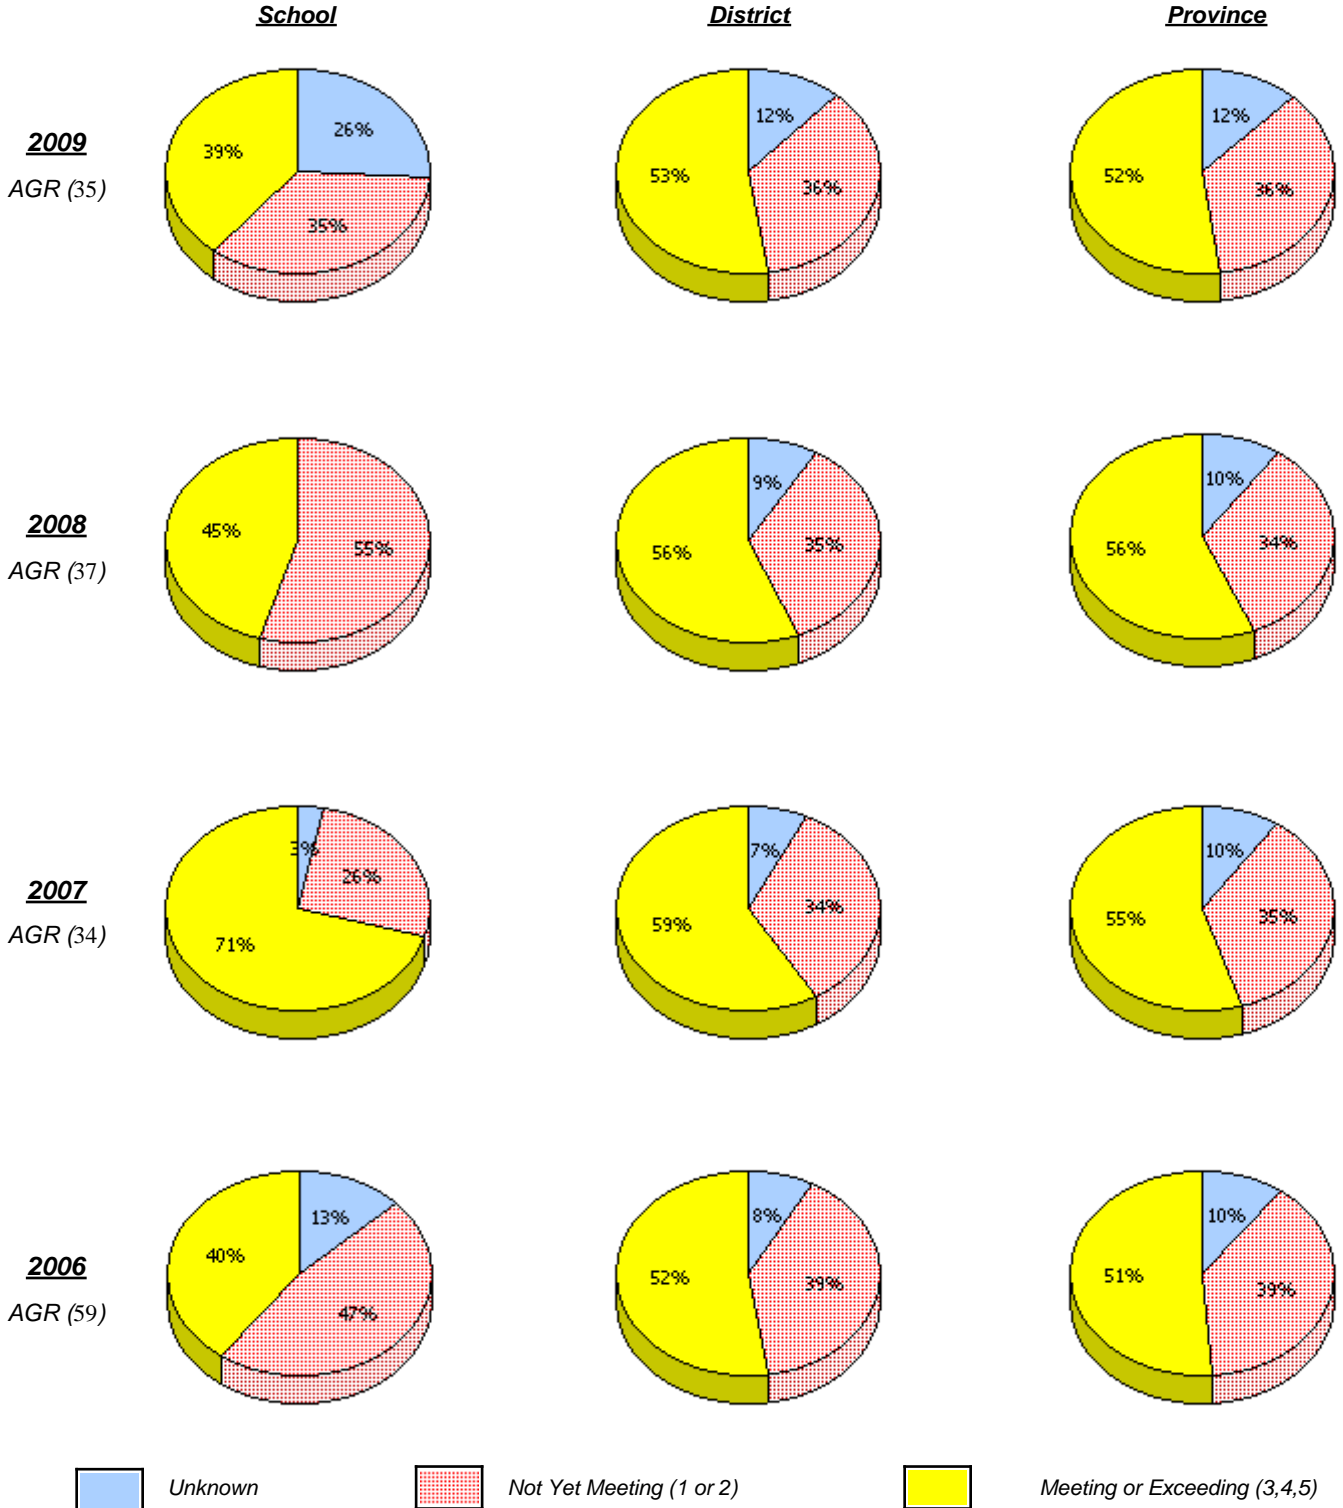 School District Province
2009
AGR (35)
39% 26% 35%
53% 12% 36%
52% 12% 36%
2008
AGR (37)
45% 55%
56% 9% 35%
56% 10% 34%
2007
AGR (34)
71% 3% 26%
59% 7% 34%
55% 10% 35%
2006
AGR (59)
40% 13% 47%
52% 8% 39%
51% 10% 39%
Unknown Not Yet Meeting (1 or 2) Meeting or Exceeding (3,4,5)